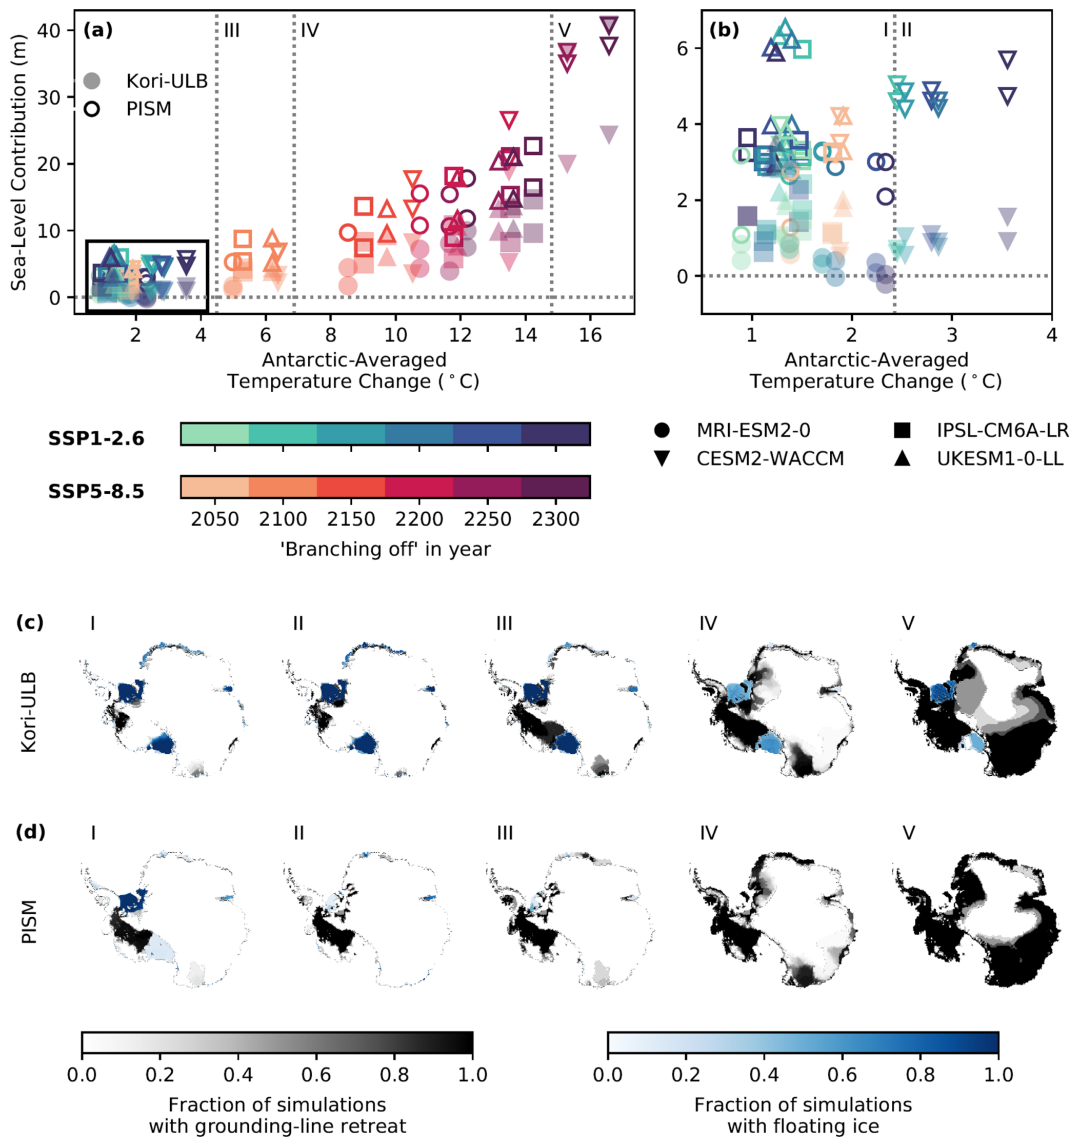 (a)
III
IV
V
Kori-ULB
PISM
Sea-Level Contribution (m)
40
30
20
10
0
2
4
6
8
10
12
14
16
Antarctic-Averaged
Temperature Change (°C)
(b)
I
II
6
4
2
0
1
2
3
4
Antarctic-Averaged
Temperature Change (°C)
SSP1-2.6
SSP5-8.5
2050
2100
2150
2200
2250
2300
'Branching off' in year
MRI-ESM2-0
IPSL-CM6A-LR
CESM2-WACCM
UKESM1-0-LL
(c)
I
II
III
IV
V
Kori-ULB
(d)
I
II
III
IV
V
PISM
0.0
0.2
0.4
0.6
0.8
1.0
Fraction of simulations
with grounding-line retreat
0.0
0.2
0.4
0.6
0.8
1.0
Fraction of simulations
with floating ice